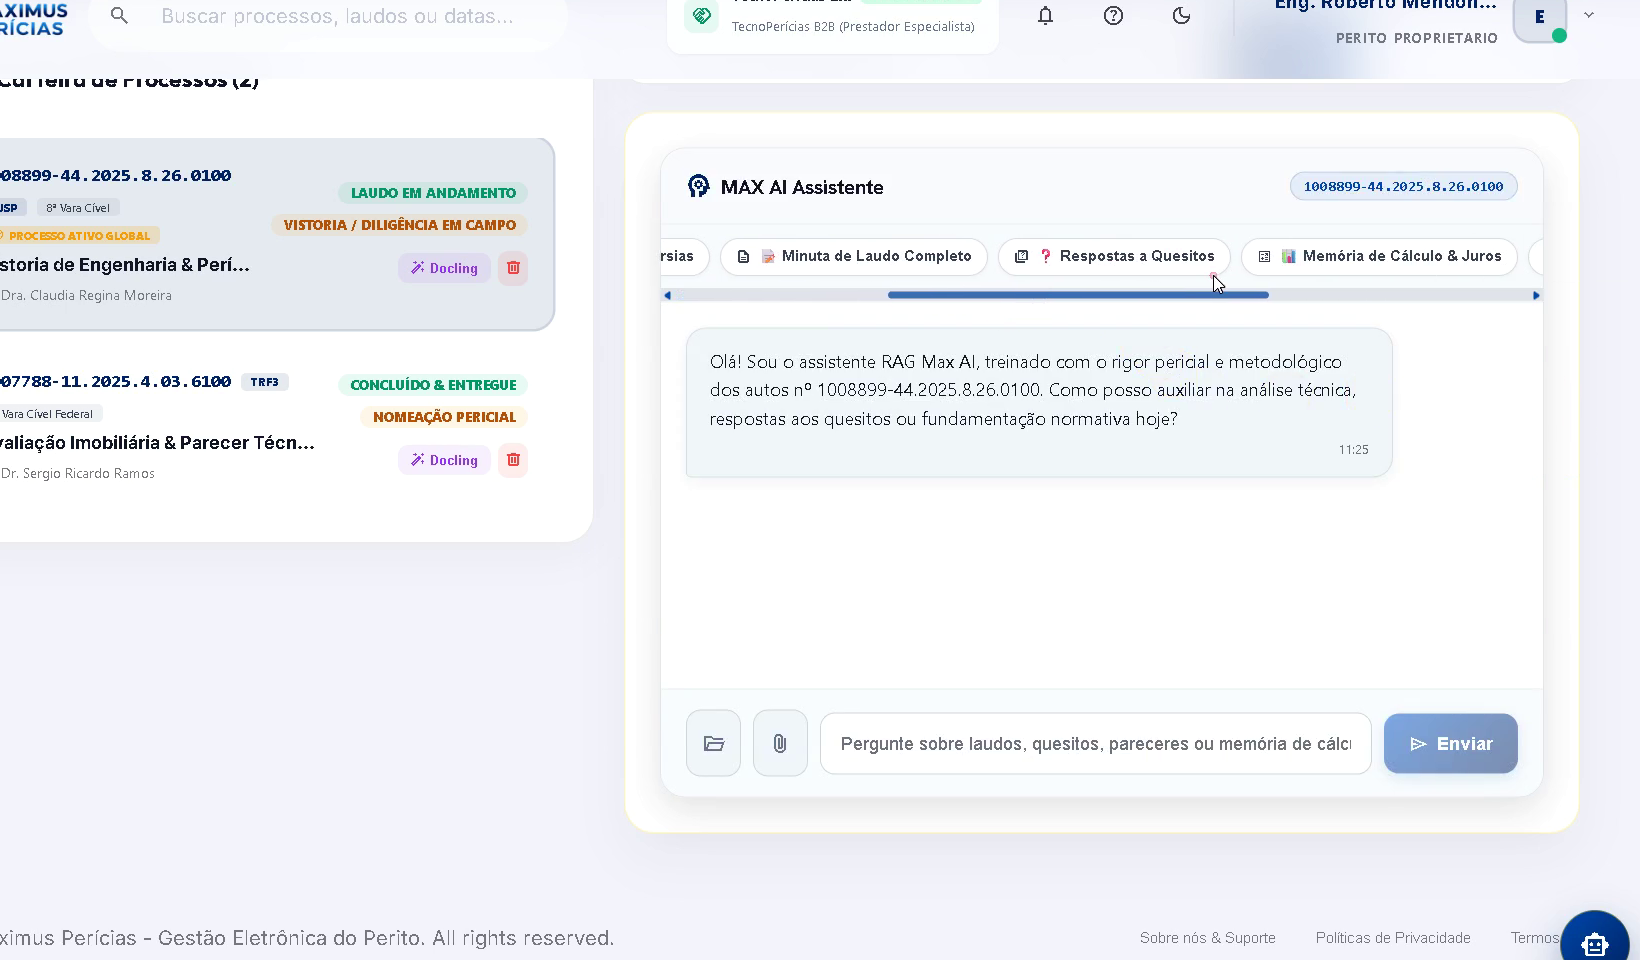 Buscar processos, laudos ou datas...
TecnoPerícias B2B (Prestador Especialista)
Eng. Roberto Mendon...
PERITO PROPRIETARIO
E
Carteira de Processos (2)
08899-44.2025.8.26.0100
8ª Vara Cível
PROCESSO ATIVO GLOBAL
LAUDO EM ANDAMENTO
VISTORIA / DILIGÊNCIA EM CAMPO
storia de Engenharia & Perí...
Dra. Claudia Regina Moreira
Docling
07788-11.2025.4.03.6100 TRF3
Vara Cível Federal
CONCLUÍDO & ENTREGUE
NOMEAÇÃO PERICIAL
valiação Imobiliária & Parecer Técn...
Dr. Sergio Ricardo Ramos
Docling
MAX AI Assistente
1008899-44.2025.8.26.0100
rsias
Minuta de Laudo Completo
Respostas a Quesitos
Memória de Cálculo & Juros
Olá! Sou o assistente RAG Max AI, treinado com o rigor pericial e metodológico
dos autos nº 1008899-44.2025.8.26.0100. Como posso auxiliar na análise técnica,
respostas aos quesitos ou fundamentação normativa hoje?
11:25
Pergunte sobre laudos, quesitos, pareceres ou memória de cálc
Enviar
ximus Perícias - Gestão Eletrônica do Perito. All rights reserved.
Sobre nós & Suporte
Políticas de Privacidade
Termos